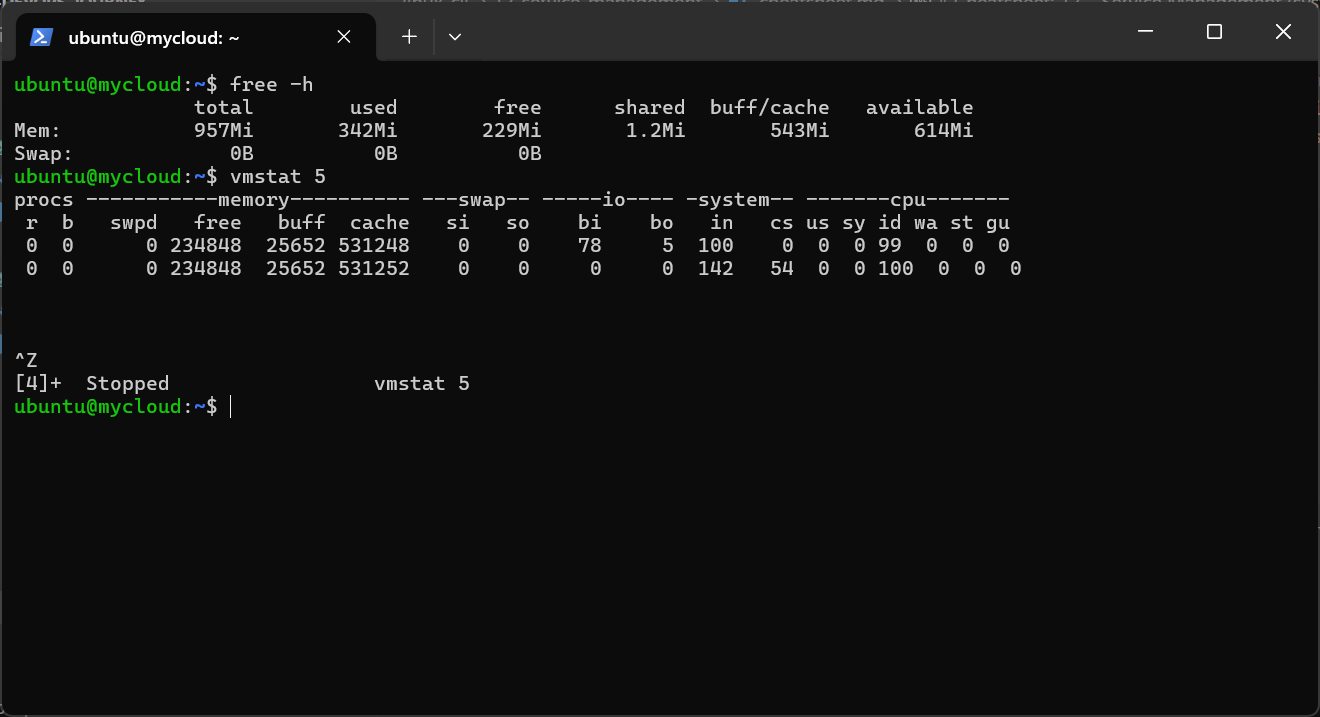 ubuntu@mycloud: ~
ubuntu@mycloud:~$ free -h
               total        used        free      shared  buff/cache   available
Mem:           957Mi       342Mi       229Mi       1.2Mi       543Mi       614Mi
Swap:             0B          0B          0B
ubuntu@mycloud:~$ vmstat 5
procs -----------memory---------- ---swap-- -----io---- -system-- -------cpu-------
 r  b   swpd   free   buff  cache   si   so    bi    bo   in   cs us sy id wa st gu
 0  0      0 234848  25652 531248    0    0    78     5  100    0  0  0 99  0  0  0
 0  0      0 234848  25652 531252    0    0     0     0  142   54  0  0 100  0  0  0
^Z
[4]+  Stopped                 vmstat 5
ubuntu@mycloud:~$